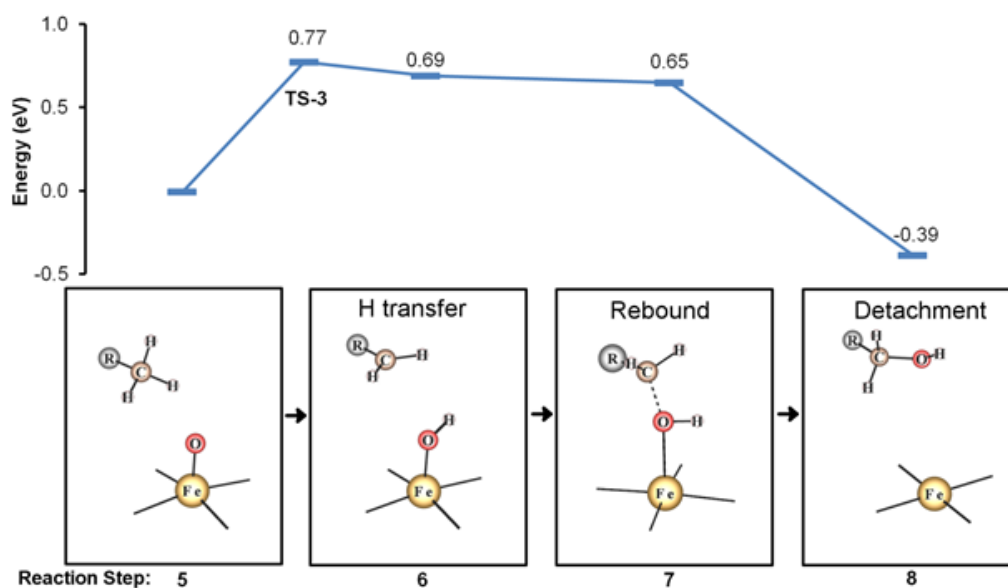 1.0
0.77
0.69
0.65
TS-3
0.5
Energy (eV)
0.0
-0.39
-0.5
H transfer
Rebound
Detachment
R C H H H O Fe
R C H H O H Fe
R H C H O H Fe
R H C O H H Fe
Reaction Step: 5 6 7 8